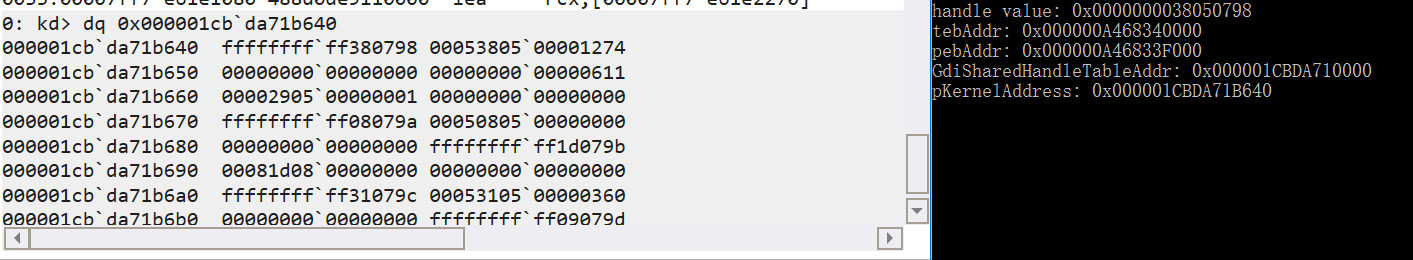 0: kd> dq 0x000001cb`da71b640
000001cb`da71b640  ffffffff`ff380798 00053805`00001274
000001cb`da71b650  00000000`00000000 00000000`00000611
000001cb`da71b660  00002905`00000001 00000000`00000000
000001cb`da71b670  ffffffff`ff08079a 00050805`00000000
000001cb`da71b680  00000000`00000000 ffffffff`ff1d079b
000001cb`da71b690  00081d08`00000000 00000000`00000000
000001cb`da71b6a0  ffffffff`ff31079c 00053105`00000360
000001cb`da71b6b0  00000000`00000000 ffffffff`ff09079d
handle value: 0x0000000038050798
tebAddr: 0x000000A468340000
pebAddr: 0x000000A46833F000
GdiSharedHandleTableAddr: 0x000001CBDA710000
pKernelAddress: 0x000001CBDA71B640